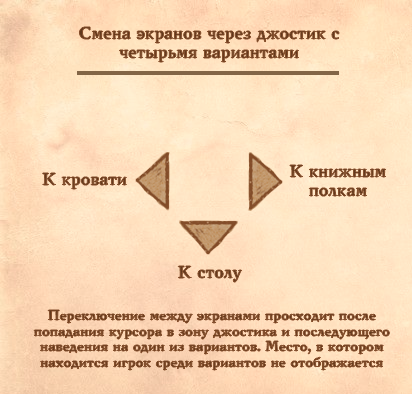 Смена экранов через джостик с
четырьмя вариантами
К кровати
К книжным
полкам
К столу
Переключение между экранами просходит после
попадания курсора в зону джостика и последующего
наведения на один из вариантов. Место, в котором
находится игрок среди вариантов не отображается